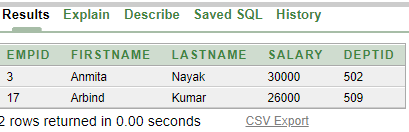 Results Explain Describe Saved SQL History
EMPID FIRSTNAME LASTNAME SALARY DEPTID
3 Anmita Nayak 30000 502
17 Arbind Kumar 26000 509
2 rows returned in 0.00 seconds CSV Export